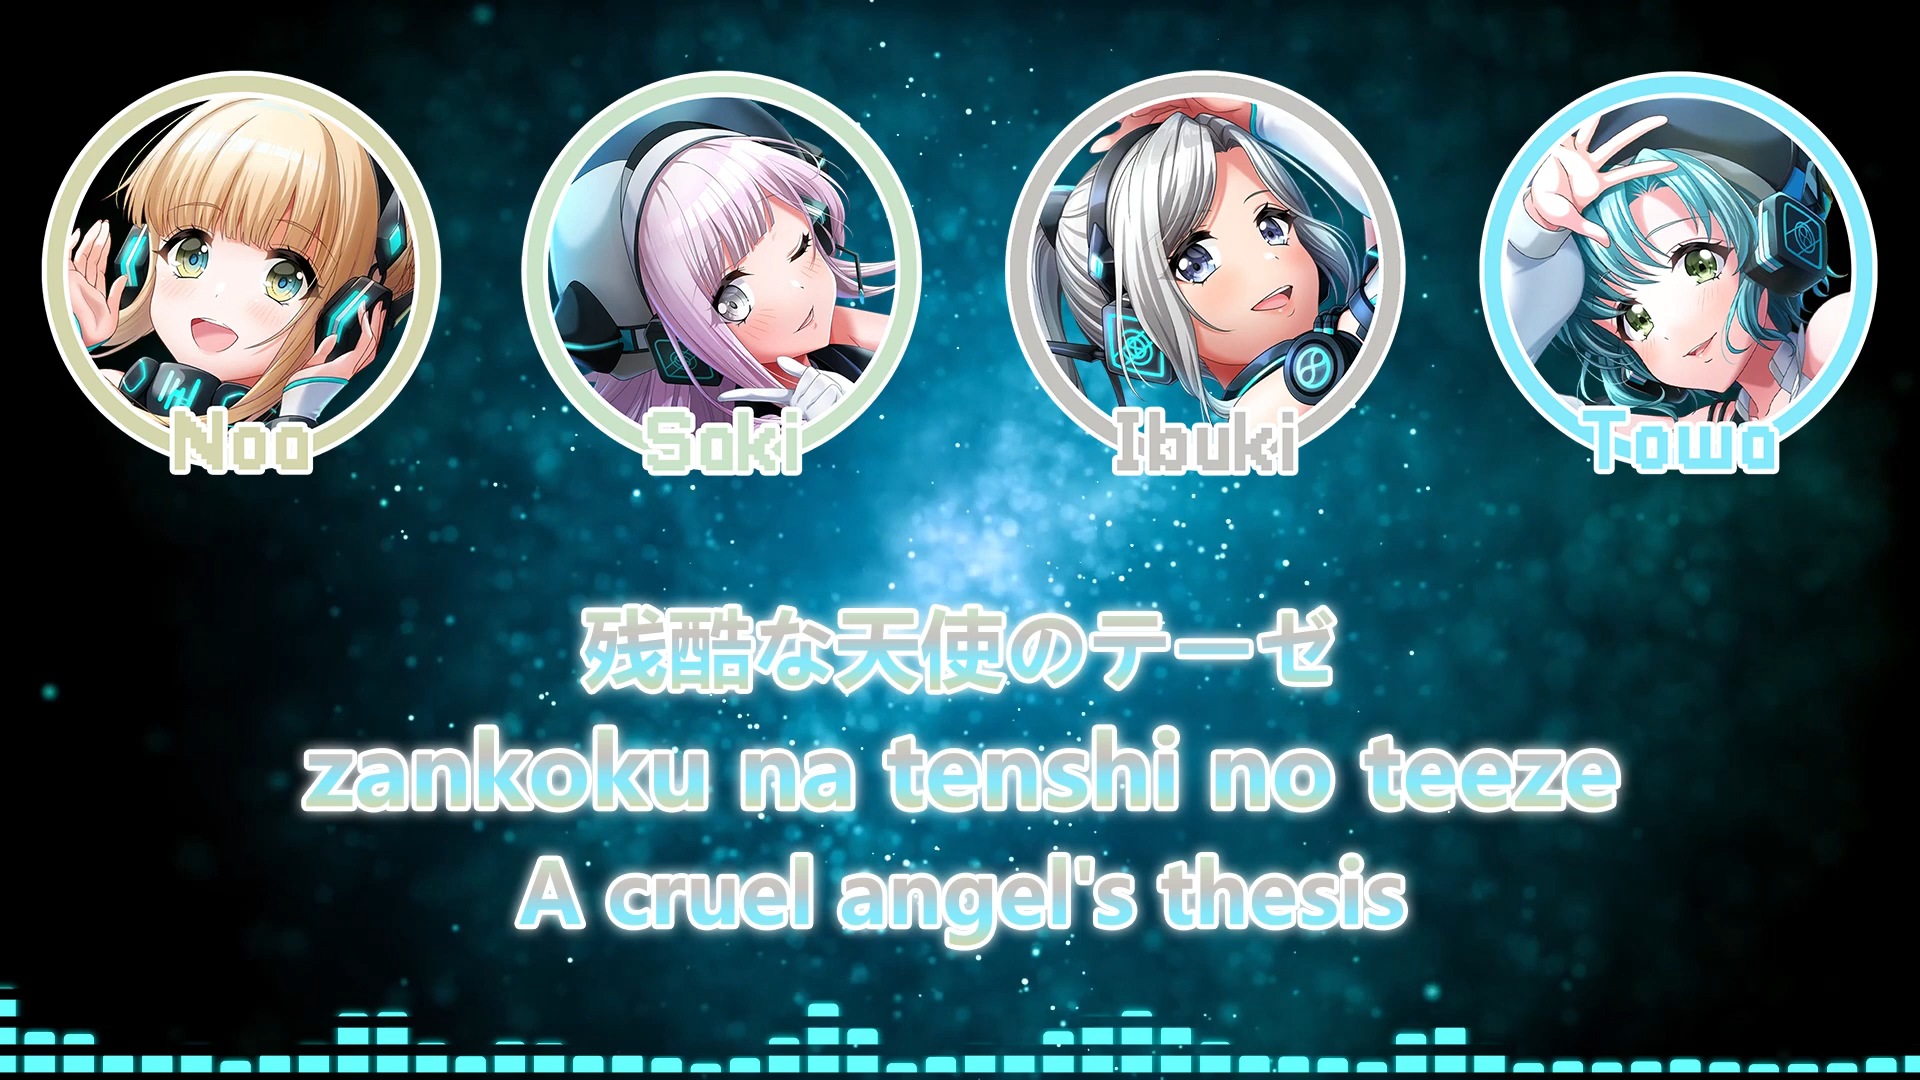 Noa
Saki
Ibuki
Towa
残酷な天使のテーゼ
zankoku na tenshi no teeze
A cruel angel's thesis